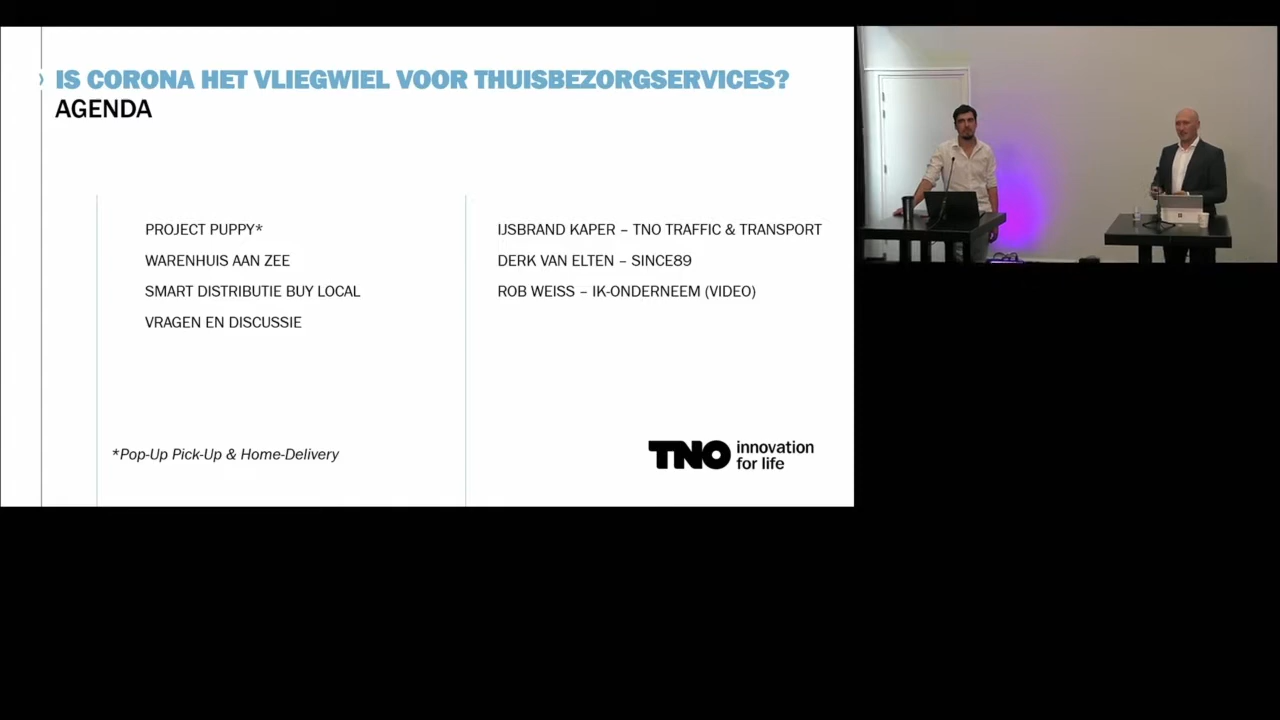 IS CORONA HET VLIEGWIEL VOOR THUISBEZORGSERVICES?
AGENDA
PROJECT PUPPY*
WARENHUIS AAN ZEE
SMART DISTRIBUTIE BUY LOCAL
VRAGEN EN DISCUSSIE
IJSBRAND KAPER – TNO TRAFFIC & TRANSPORT
DERK VAN ELTEN – SINCE89
ROB WEISS – IK-ONDERNEEM (VIDEO)
*Pop-Up Pick-Up & Home-Delivery
TNO innovation
for life